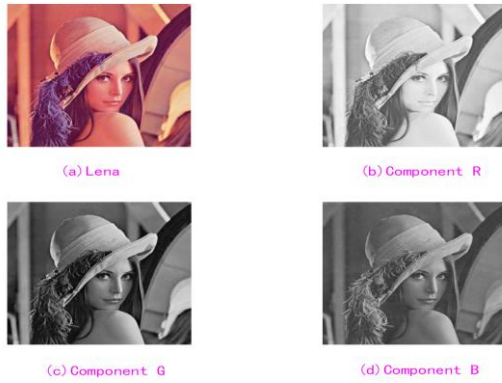 (a)Lena
(b)Component R
(c)Component G
(d)Component B